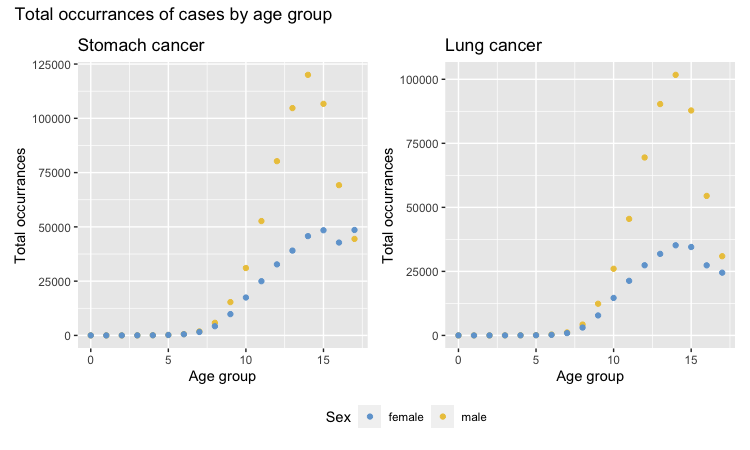 Total occurrances of cases by age group
Stomach cancer
Total occurrances
125000
100000
75000
50000
25000
0
0 5 10 15
Age group
Lung cancer
Total occurrances
100000
75000
50000
25000
0
0 5 10 15
Age group
Sex female male